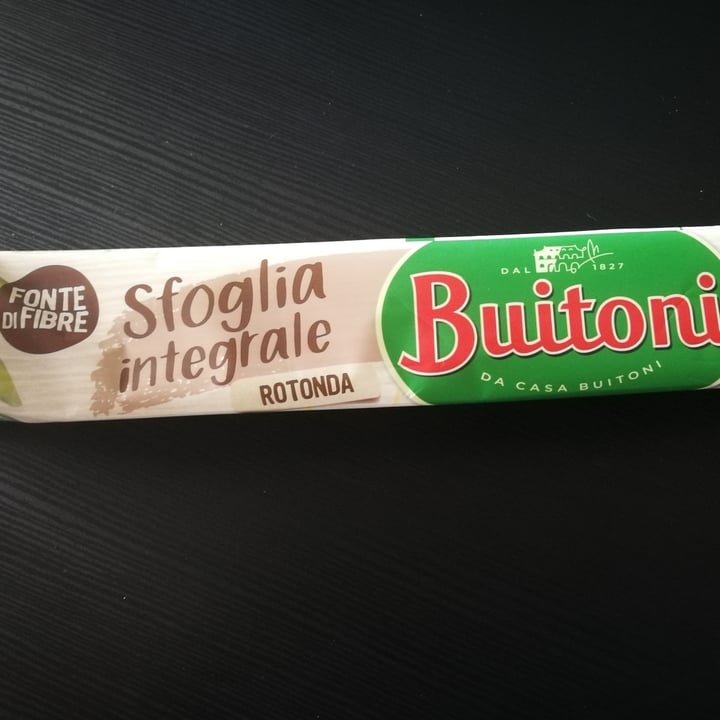 FONTE
DI FIBRE
Sfoglia
integrale
ROTONDA
DAL 1827
Buitoni
DA CASA BUITONI